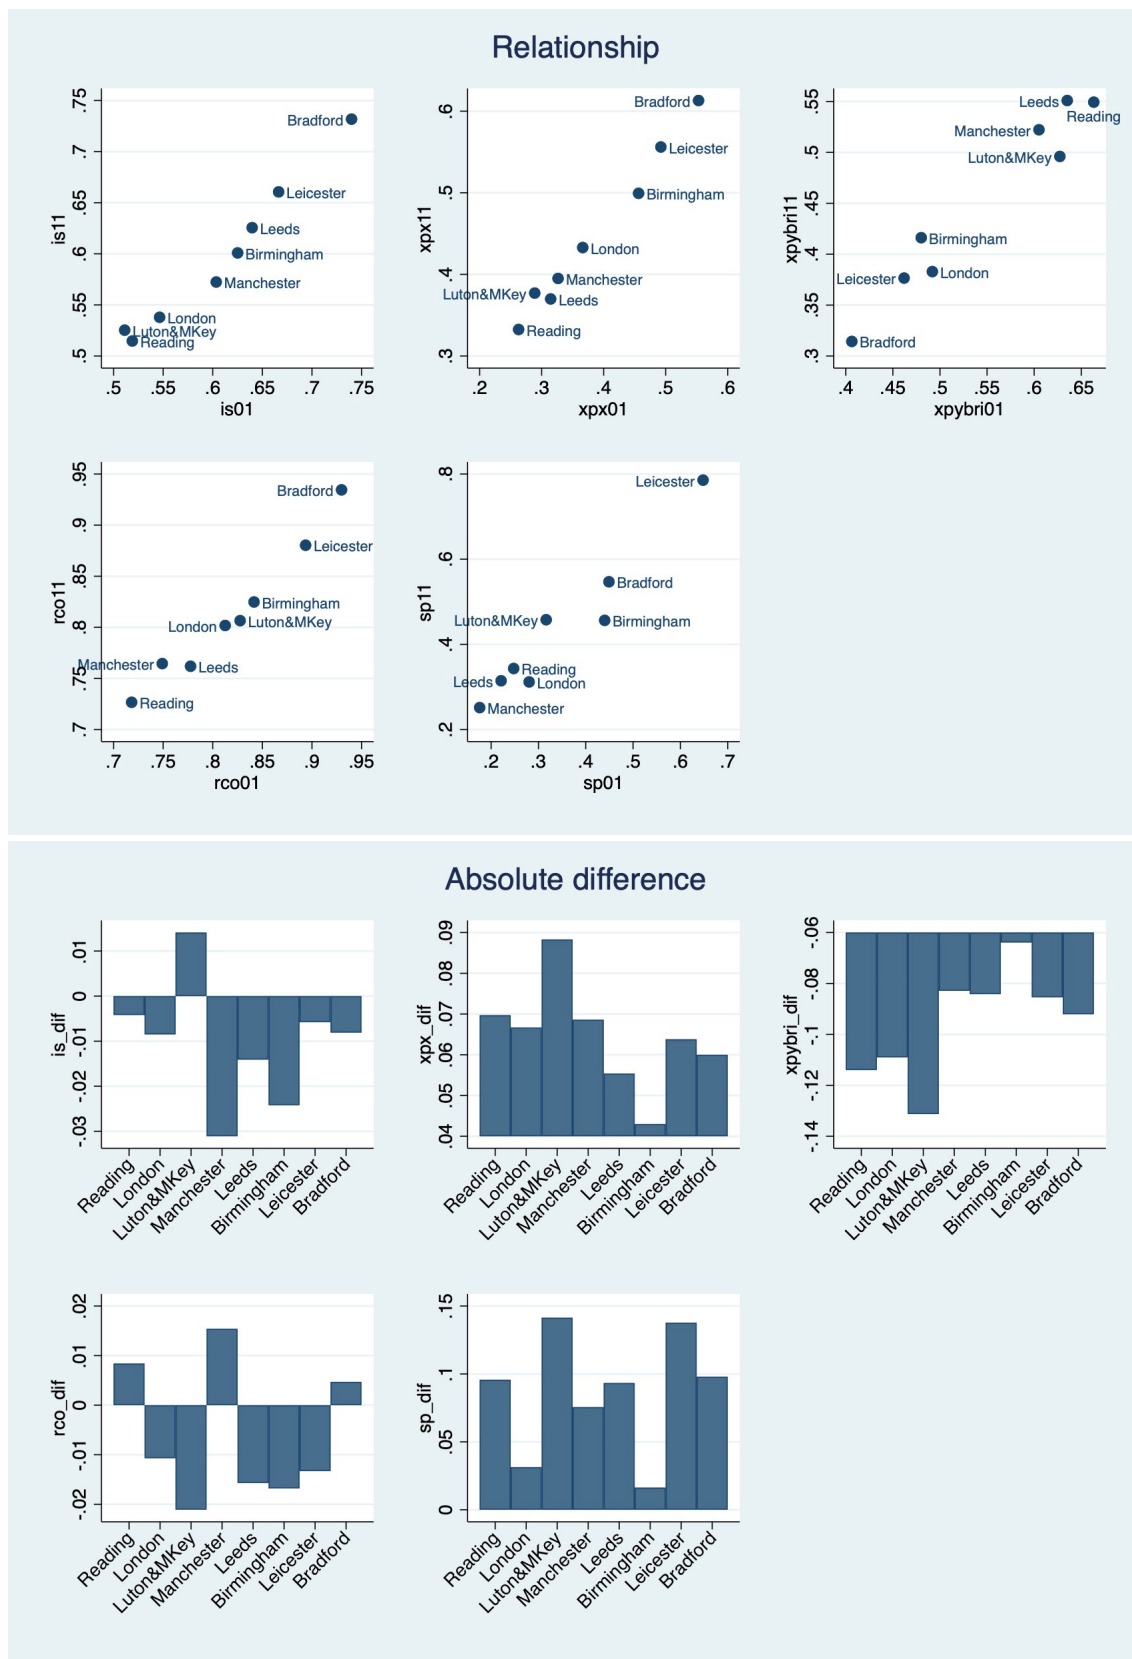 Relationship
.75
.7
.65
.6
.55
.5
is11
Bradford
Leicester
Leeds
Birmingham
Manchester
London
Luton&MKey
Reading
.5 .55 .6 .65 .7 .75
is01
.6
.5
.4
.3
xpx11
Bradford
Leicester
Birmingham
London
Manchester
Luton&MKey
Leeds
Reading
.2 .3 .4 .5 .6
xpx01
.55
.5
.45
.4
.35
.3
xpybri11
Leeds
Reading
Manchester
Luton&MKey
Birmingham
London
Leicester
Bradford
.4 .45 .5 .55 .6 .65
xpybri01
.95
.9
.85
.8
.75
.7
rco11
Bradford
Leicester
Birmingham
Luton&MKey
London
Manchester
Leeds
Reading
.7 .75 .8 .85 .9 .95
rco01
.8
.6
.4
.2
sp11
Leicester
Bradford
Luton&MKey
Birmingham
Reading
Leeds
London
Manchester
.2 .3 .4 .5 .6 .7
sp01
Absolute difference
.01
0
-.01
-.02
-.03
is_dif
Reading
London
Luton&MKey
Manchester
Leeds
Birmingham
Leicester
Bradford
.09
.08
.07
.06
.05
.04
xpx_dif
Reading
London
Luton&MKey
Manchester
Leeds
Birmingham
Leicester
Bradford
-.06
-.08
-.1
-.12
-.14
xpybri_dif
Reading
London
Luton&MKey
Manchester
Leeds
Birmingham
Leicester
Bradford
.02
.01
0
-.01
-.02
rco_dif
Reading
London
Luton&MKey
Manchester
Leeds
Birmingham
Leicester
Bradford
.15
.1
.05
0
sp_dif
Reading
London
Luton&MKey
Manchester
Leeds
Birmingham
Leicester
Bradford